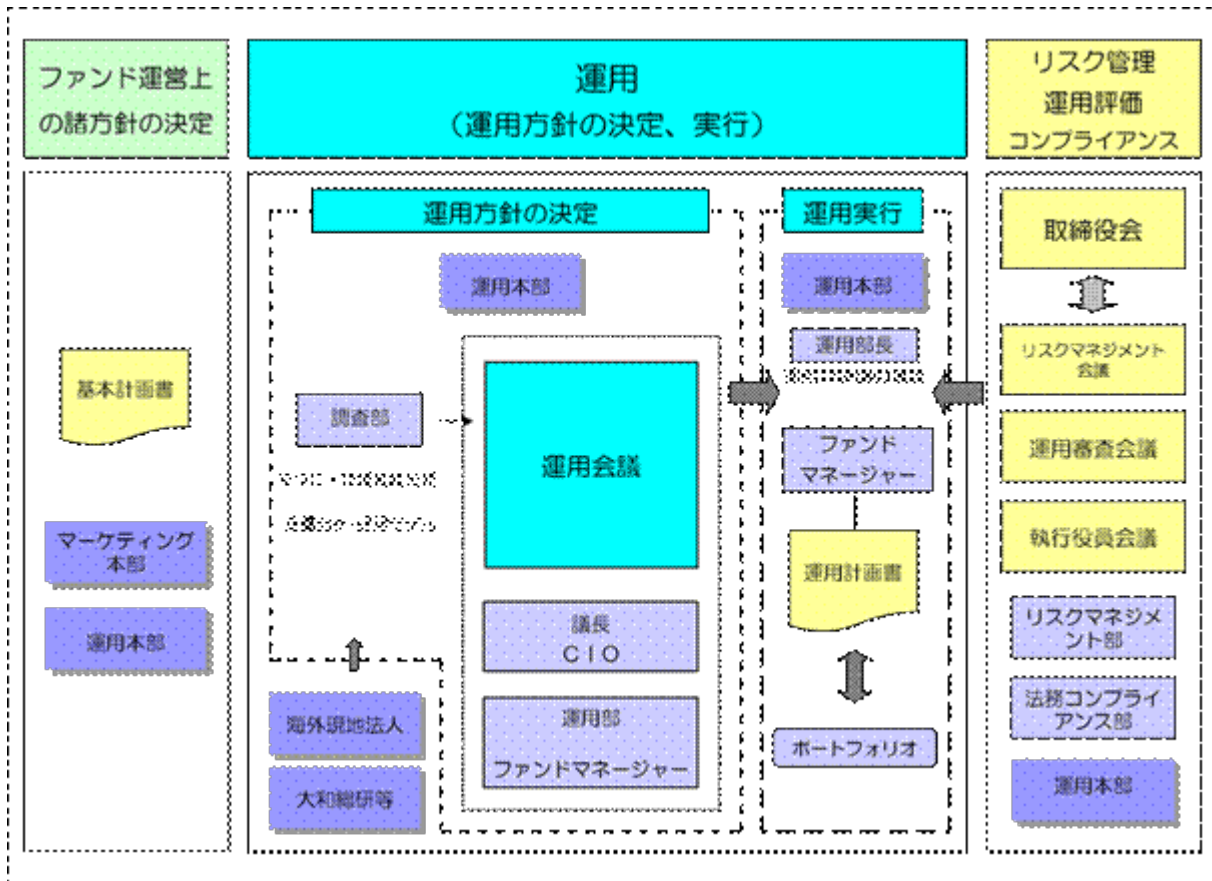 ファンド運営上
の諸方針の決定
運用
(運用方針の決定、実行)
リスク管理
運用評価
コンプライアンス
基本計画書
マーケティング
本部
運用本部
運用方針の決定
運用本部
調査部
運用会議
議長
CIO
運用部
ファンドマネージャー
海外現地法人
大和総研等
運用実行
運用本部
運用部長
ファンド
マネージャー
運用計画書
ポートフォリオ
取締役会
リスクマネジメント
会議
運用審査会議
執行役員会議
リスクマネジメ
ント部
法務コンプライ
アンス部
運用本部